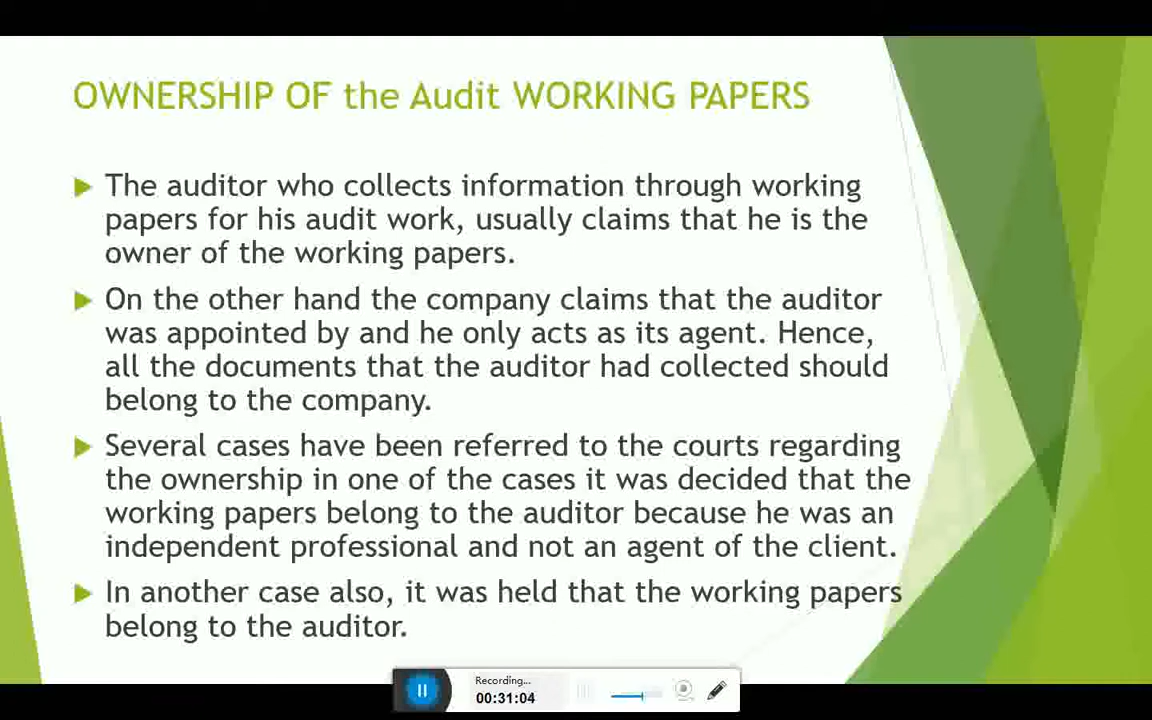 OWNERSHIP OF the Audit WORKING PAPERS
The auditor who collects information through working
papers for his audit work, usually claims that he is the
owner of the working papers.
On the other hand the company claims that the auditor
was appointed by and he only acts as its agent. Hence,
all the documents that the auditor had collected should
belong to the company.
Several cases have been referred to the courts regarding
the ownership in one of the cases it was decided that the
working papers belong to the auditor because he was an
independent professional and not an agent of the client.
In another case also, it was held that the working papers
belong to the auditor.
Recording...
00:31:04